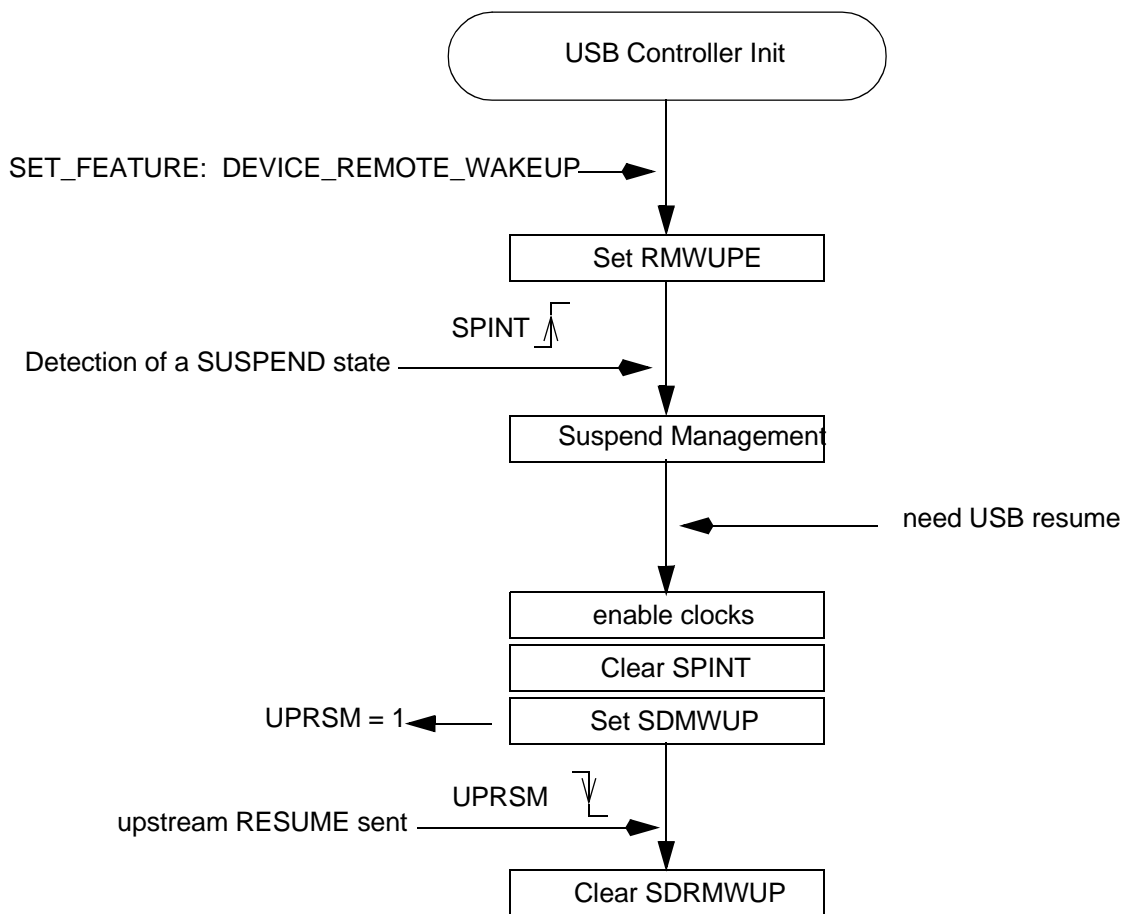 USB Controller Init
SET_FEATURE: DEVICE_REMOTE_WAKEUP
Set RMWUPE
SPINT
Detection of a SUSPEND state
Suspend Management
need USB resume
enable clocks
Clear SPINT
UPRSM = 1
Set SDMWUP
UPRSM
upstream RESUME sent
Clear SDRMWUP